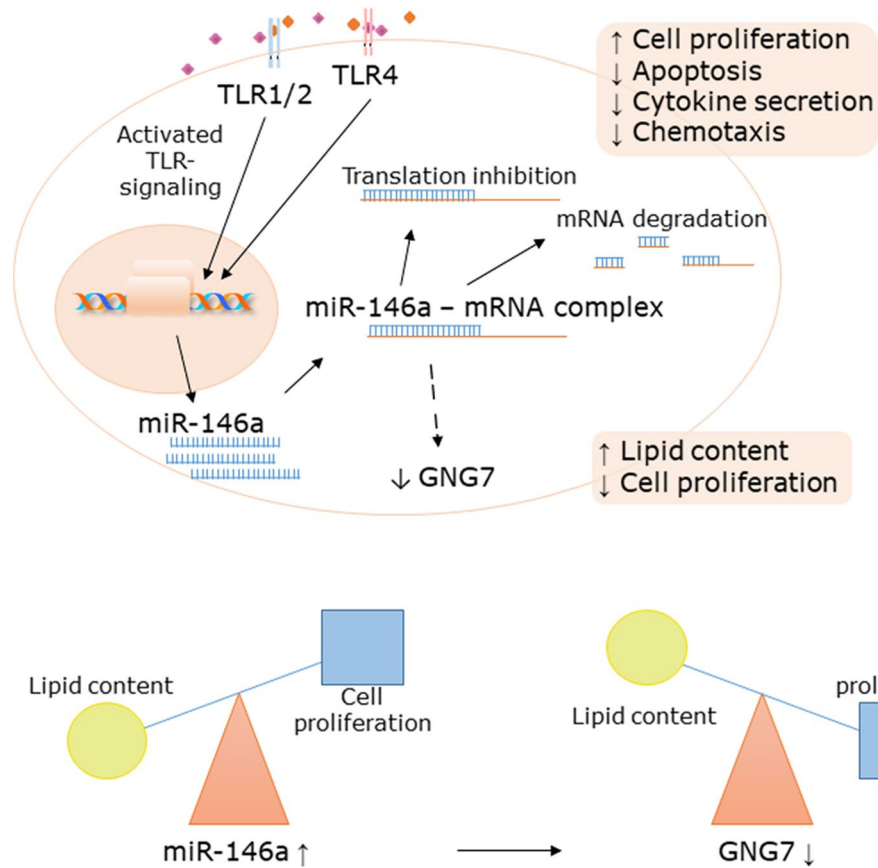 TLR1/2
TLR4
↑ Cell proliferation
↓ Apoptosis
↓ Cytokine secretion
↓ Chemotaxis
Activated
TLR-
signaling
Translation inhibition
mRNA degradation
miR-146a – mRNA complex
miR-146a
↓ GNG7
↑ Lipid content
↓ Cell proliferation
Lipid content
Cell
proliferation
miR-146a ↑
Lipid content
prol
GNG7 ↓